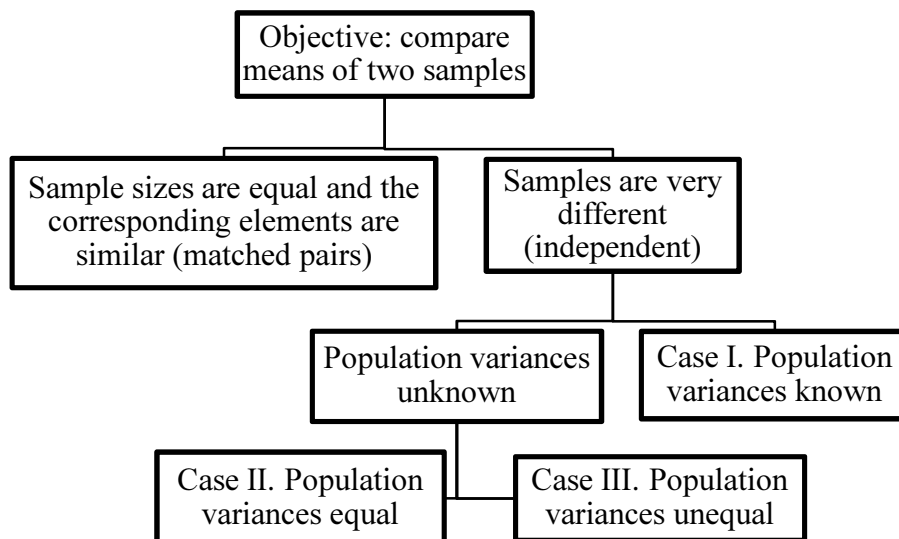 Objective: compare
means of two samples
Sample sizes are equal and the
corresponding elements are
similar (matched pairs)
Samples are very
different
(independent)
Population variances
unknown
Case I. Population
variances known
Case II. Population
variances equal
Case III. Population
variances unequal